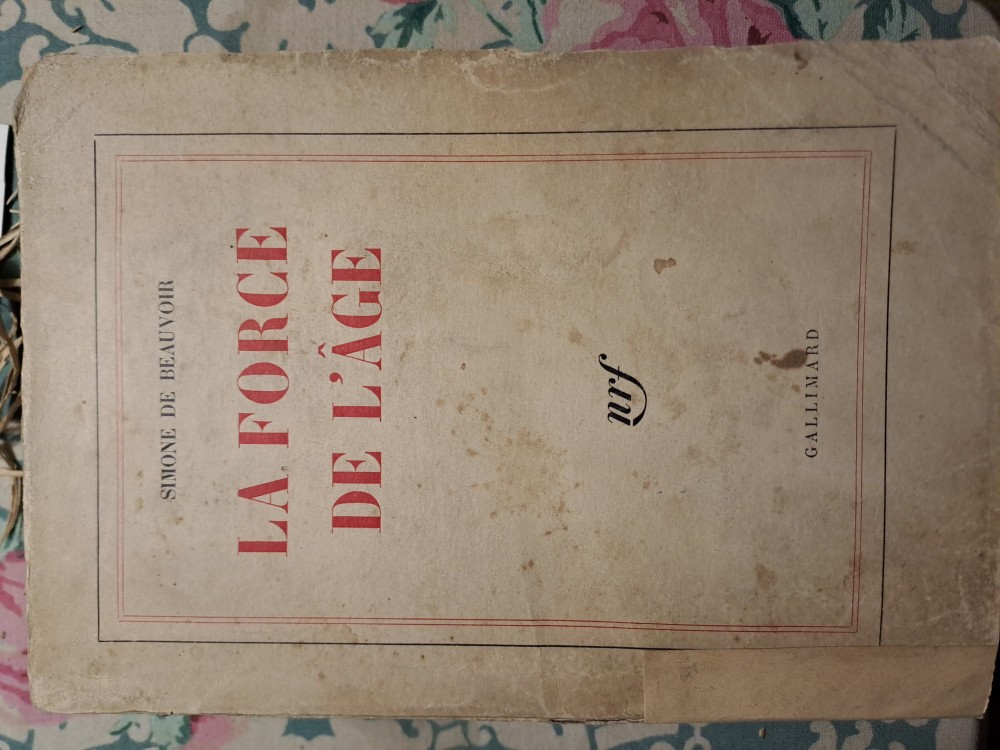 SIMONE DE BEAUVOIR
LA FORCE
DE L'ÂGE
nrf
GALLIMARD